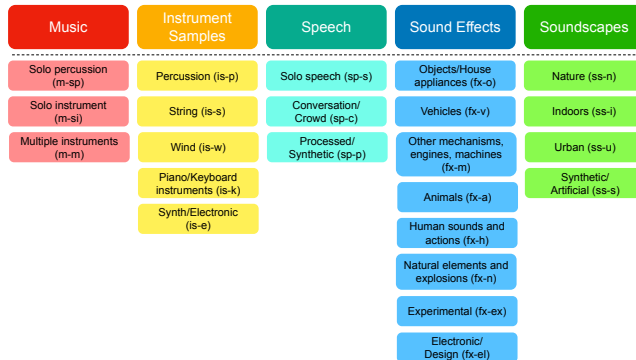 Music
Solo percussion
(m-sp)
Solo instrument
(m-si)
Multiple instruments
(m-m)
Instrument
Samples
Percussion (is-p)
String (is-s)
Wind (is-w)
Piano/Keyboard
instruments (is-k)
Synth/Electronic
(is-e)
Speech
Solo speech (sp-s)
Conversation/
Crowd (sp-c)
Processed/
Synthetic (sp-p)
Sound Effects
Objects/House
appliances (fx-o)
Vehicles (fx-v)
Other mechanisms,
engines, machines
(fx-m)
Animals (fx-a)
Human sounds and
actions (fx-h)
Natural elements and
explosions (fx-n)
Experimental (fx-ex)
Electronic/
Design (fx-el)
Soundscapes
Nature (ss-n)
Indoors (ss-i)
Urban (ss-u)
Synthetic/
Artificial (ss-s)